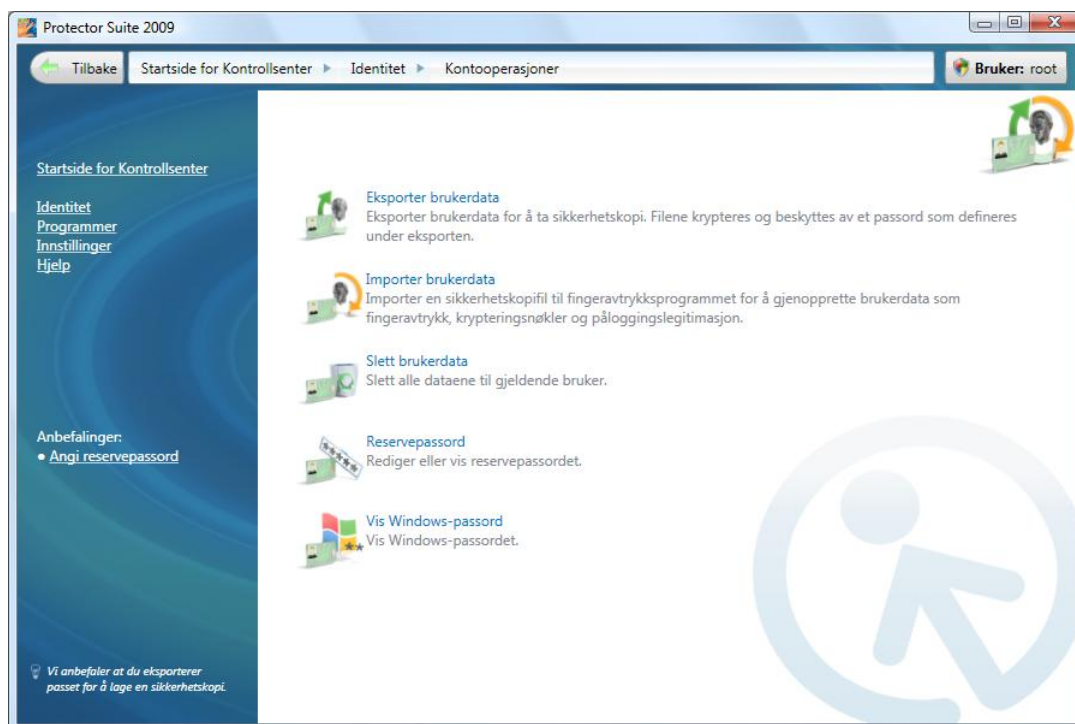 Protector Suite 2009
Tilbake Startside for Kontrollsenter Identitet Kontooperasjoner Bruker: root
Startside for Kontrollsenter
Identitet
Programmer
Innstillinger
Hjelp
Anbefalinger:
• Angi reservepassord
Vi anbefaler at du eksporterer
passet for å lage en sikkerhetskopi.
Eksporter brukerdata
Eksporter brukerdata for å ta sikkerhetskopi. Filene krypteres og beskyttes av et passord som defineres
under eksporten.
Importer brukerdata
Importer en sikkerhetskopifil til fingeravtrykksprogrammet for å gjenopprette brukerdata som
fingeravtrykk, krypteringsnøkler og påloggingslegitimasjon.
Slett brukerdata
Slett alle dataene til gjeldende bruker.
Reservepassord
Rediger eller vis reservepassordet.
Vis Windows-passord
Vis Windows-passordet.